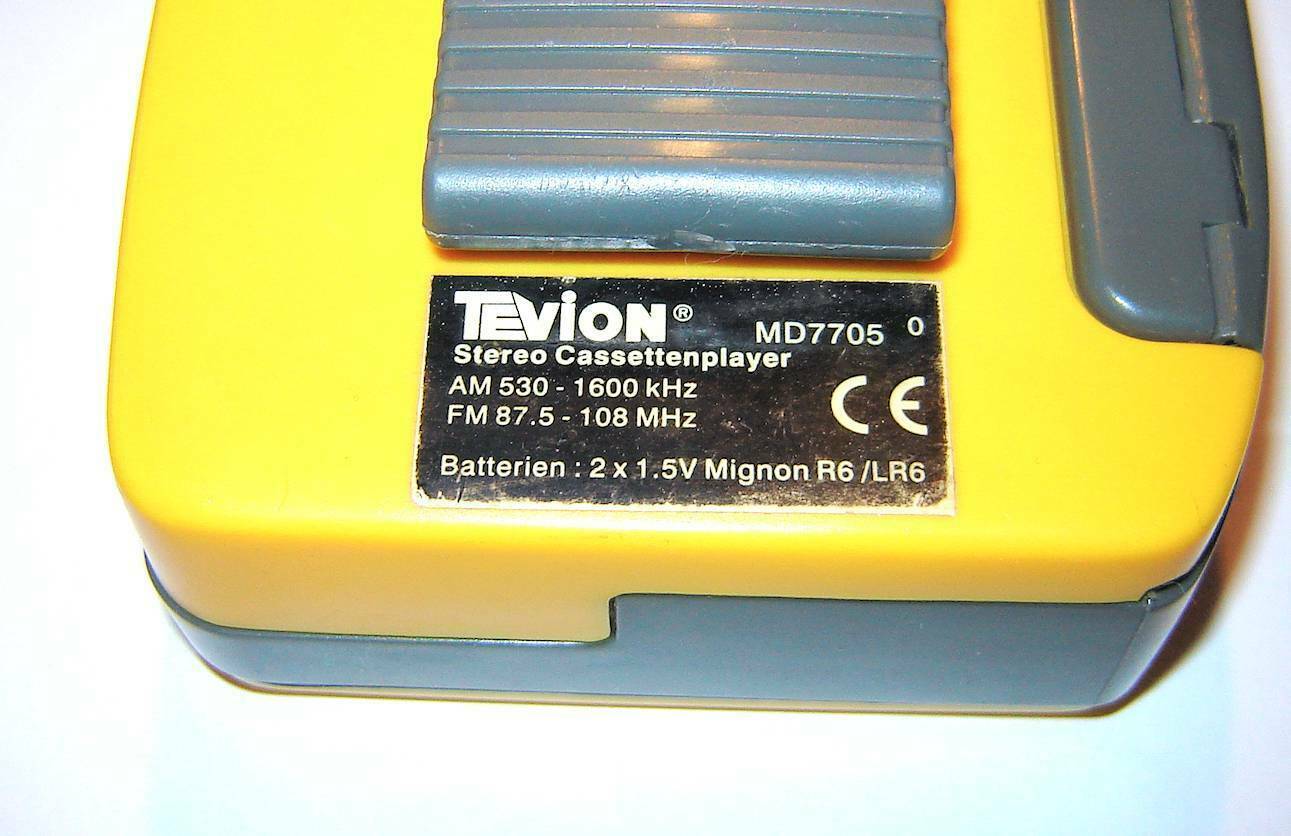 TEViON® MD7705 0
Stereo Cassettenplayer
AM 530 - 1600 kHz
FM 87.5 - 108 MHz
CE
Batterien : 2 x 1.5V Mignon R6 /LR6